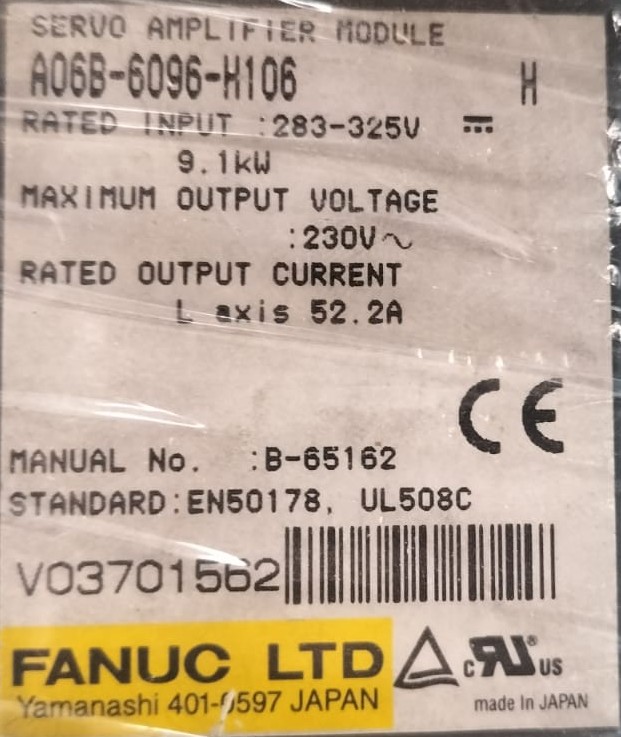 SERVO AMPLIFIER MODULE
A06B-6096-H106 H
RATED INPUT :283-325V ⎓
9.1kW
MAXIMUM OUTPUT VOLTAGE
:230V~
RATED OUTPUT CURRENT
L axis 52.2A
CE
MANUAL No. :B-65162
STANDARD:EN50178, UL508C
V03701562
FANUC LTD
Yamanashi 401-0597 JAPAN
c RU® US
made In JAPAN